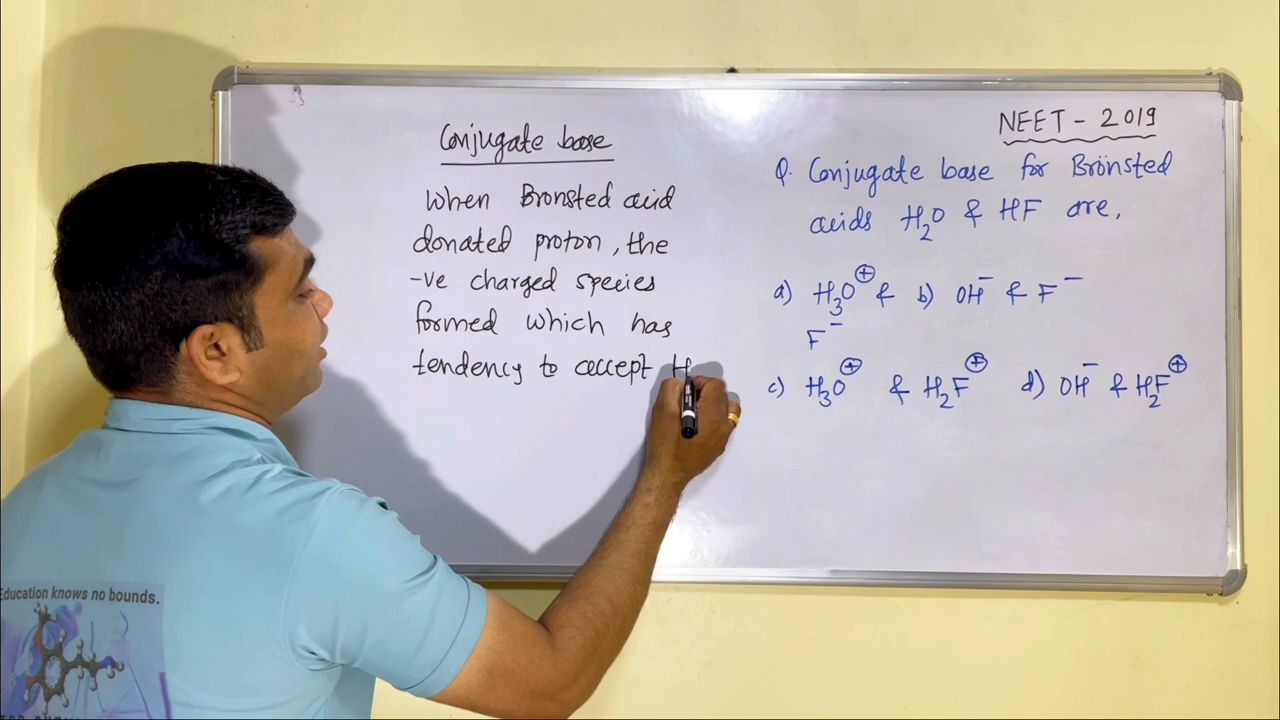 Conjugate base
When Bronsted acid
donated proton, the
-ve charged species
formed which has
tendency to accept H
NEET - 2019
Q. Conjugate base for Brönsted
acids H₂O & HF are,
a) H₃O⊕ & b) OH⁻ & F⁻
F⁻
c) H₃O⊕ & H₂F⊕ d) OH⁻ & H₂F⊕
Education knows no bounds.